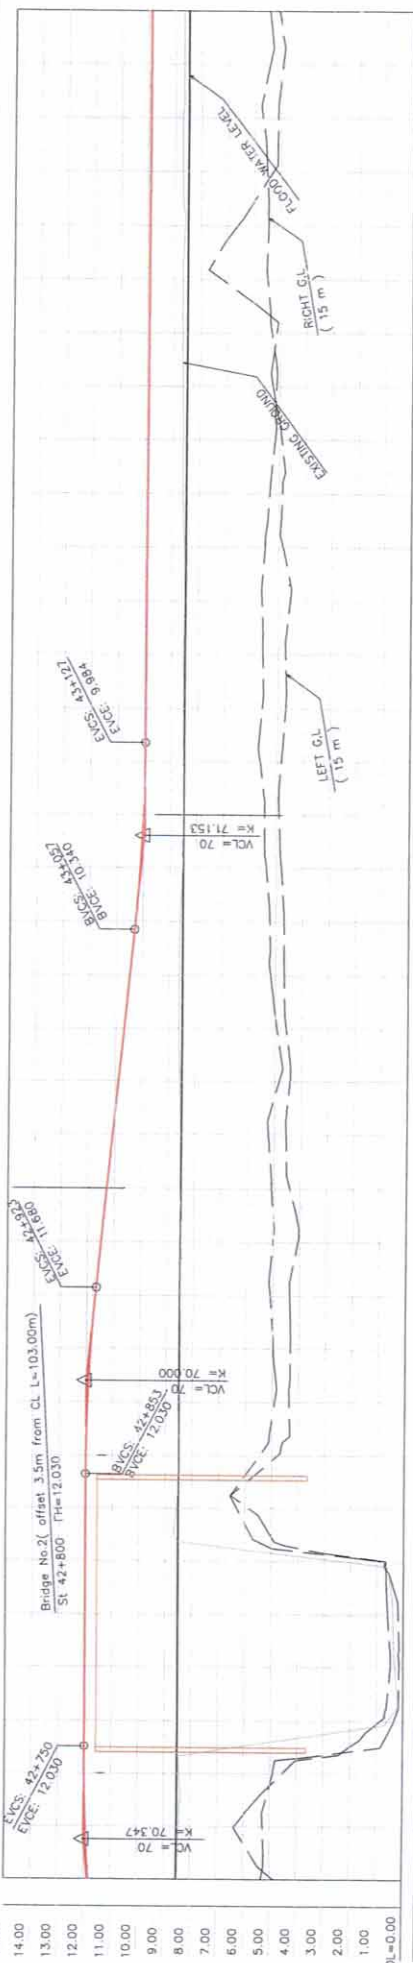 14.00
13.00
12.00
11.00
10.00
9.00
8.00
7.00
6.00
5.00
4.00
3.00
2.00
1.00
DL=0.00
VCL= 70
K= 70.347
EVCS: 42+750
EVCE: 12.030
Bridge No.2( offset 3.5m from CL L=103.00m)
St 42+800 FH=12.030
BVCS: 42+853
BVCE: 12.030
VCL= 70
K= 70.000
EVCS: 42+923
EVCE: 11.680
BVCS: 43+057
BVCE: 10.340
VCL= 70.
K= 71.153
EVCS: 43+127
EVCE: 9.984
LEFT G.L
( 15 m )
EXISTING GROUND
RIGHT G.L
( 15 m )
FLOOD WATER LEVEL